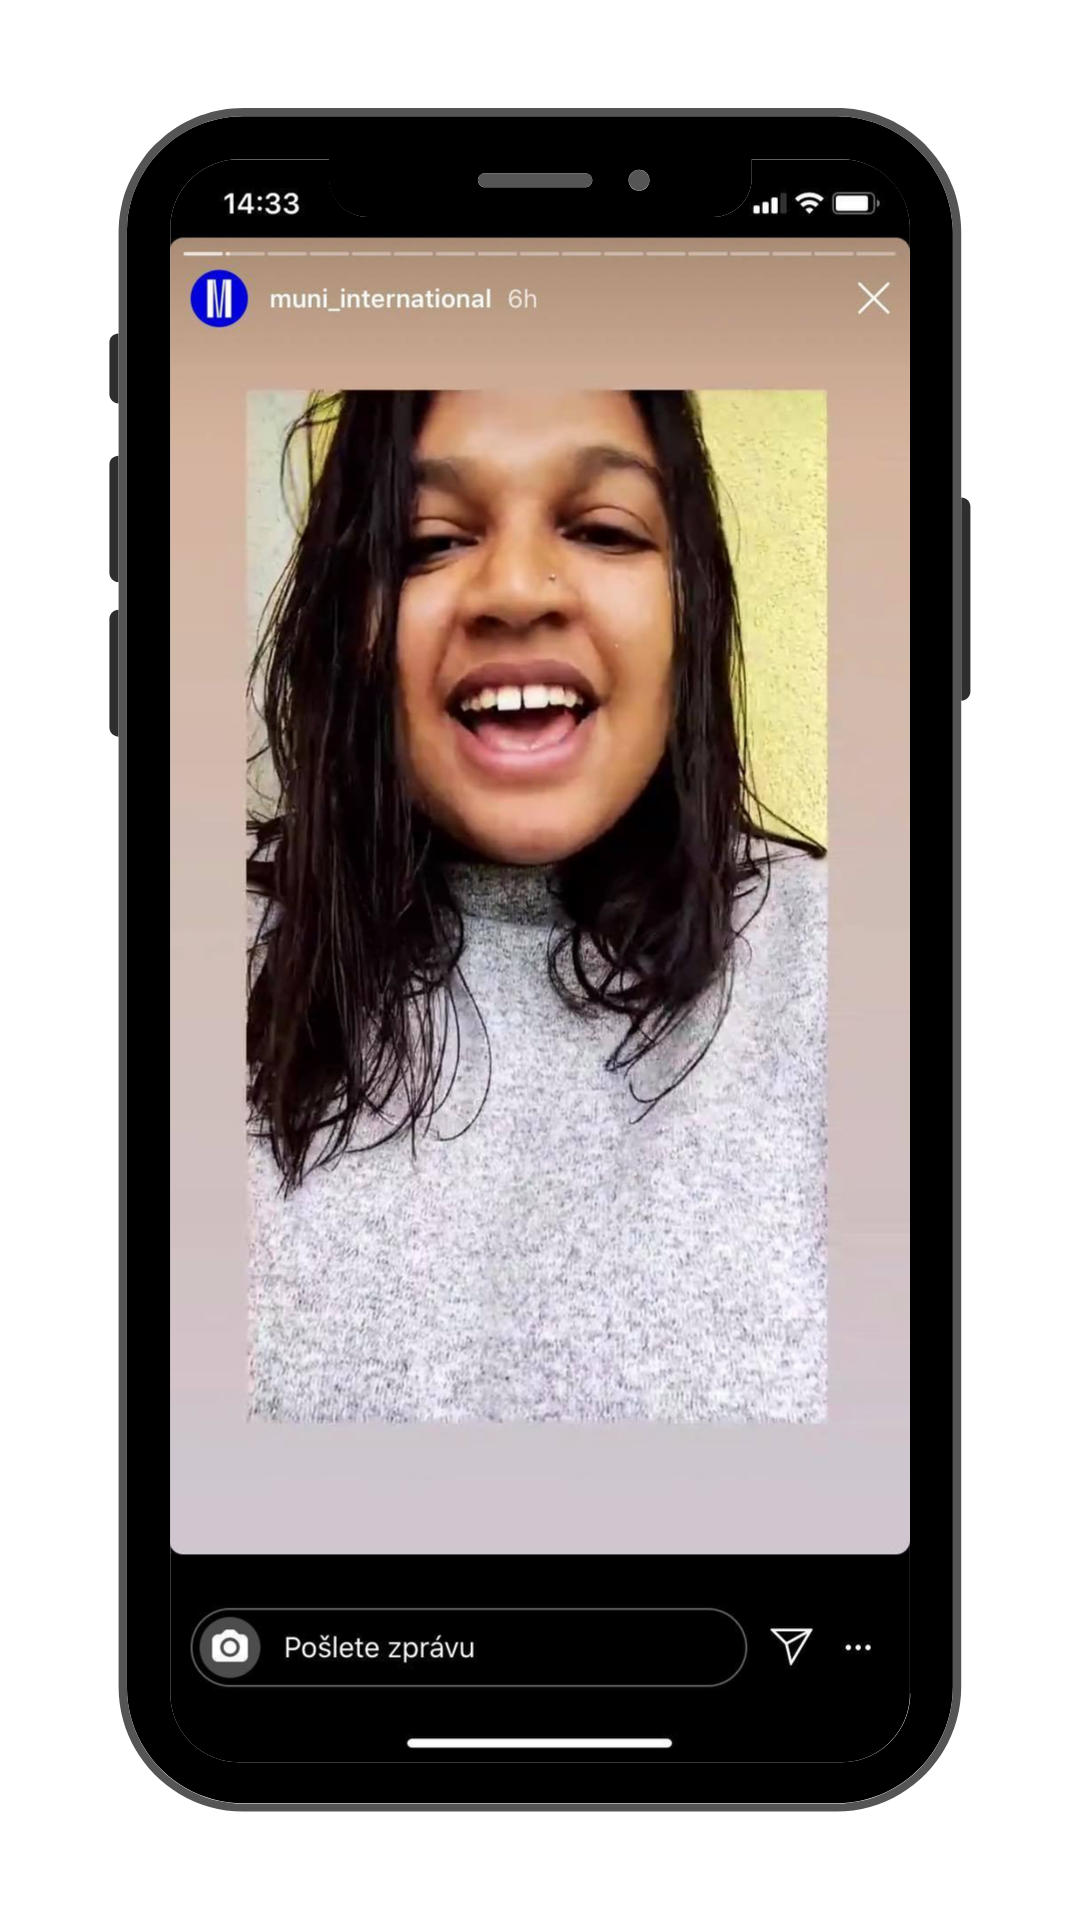 14:33
M
muni_international 6h
Pošlete zprávu